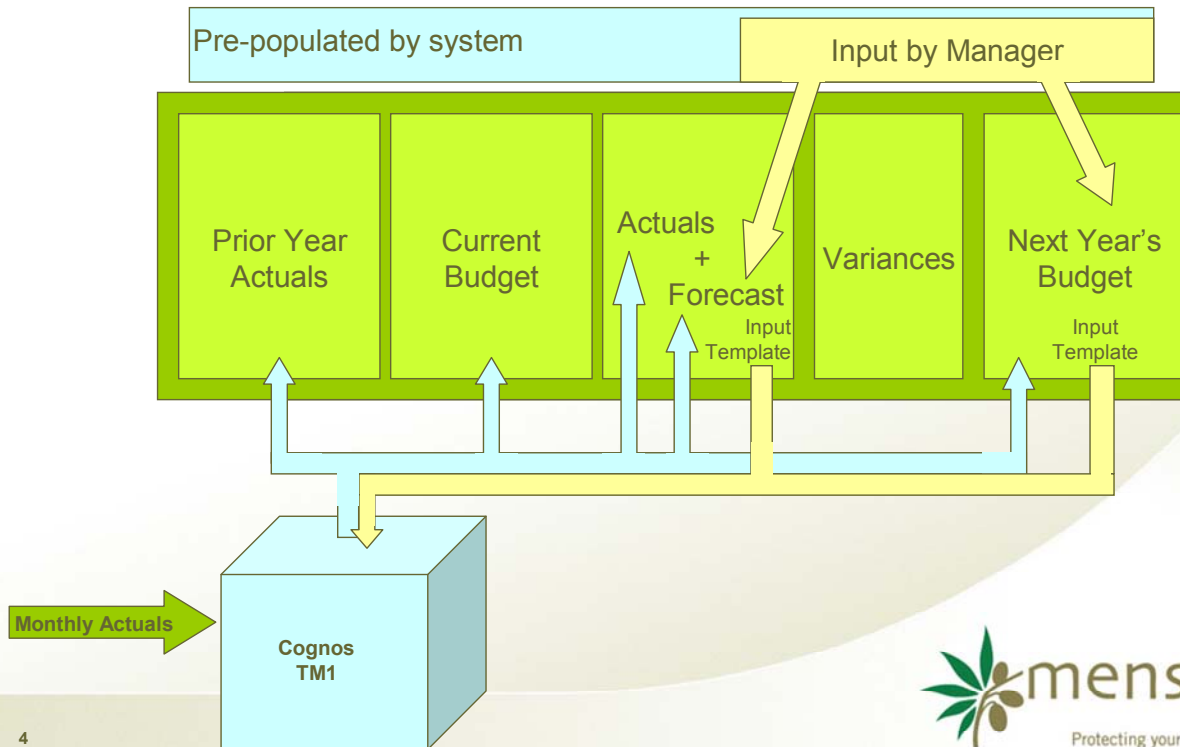 Pre-populated by system
Input by Manager
Prior Year
Actuals
Current
Budget
Actuals
+
Forecast
Input
Template
Variances
Next Year's
Budget
Input
Template
Monthly Actuals
Cognos
TM1
mens
Protecting your
4